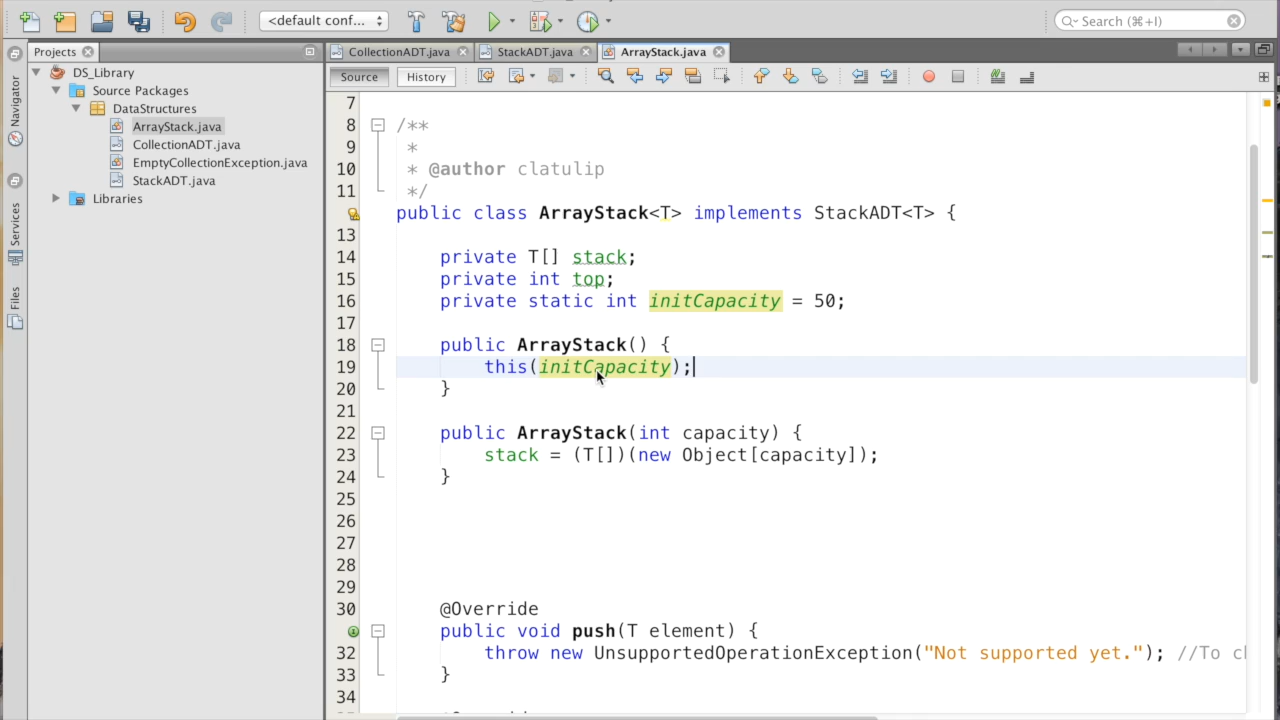 <default conf...
Search (⌘+I)
Projects
CollectionADT.java
StackADT.java
ArrayStack.java
Source
History
Navigator
Services
Files
DS_Library
Source Packages
DataStructures
ArrayStack.java
CollectionADT.java
EmptyCollectionException.java
StackADT.java
Libraries
7
8 /**
9 *
10 * @author clatulip
11 */
public class ArrayStack<T> implements StackADT<T> {
13
14 private T[] stack;
15 private int top;
16 private static int initCapacity = 50;
17
18 public ArrayStack() {
19 this(initCapacity);
20 }
21
22 public ArrayStack(int capacity) {
23 stack = (T[])(new Object[capacity]);
24 }
25
26
27
28
29
30 @Override
public void push(T element) {
32 throw new UnsupportedOperationException("Not supported yet."); //To
33 }
34